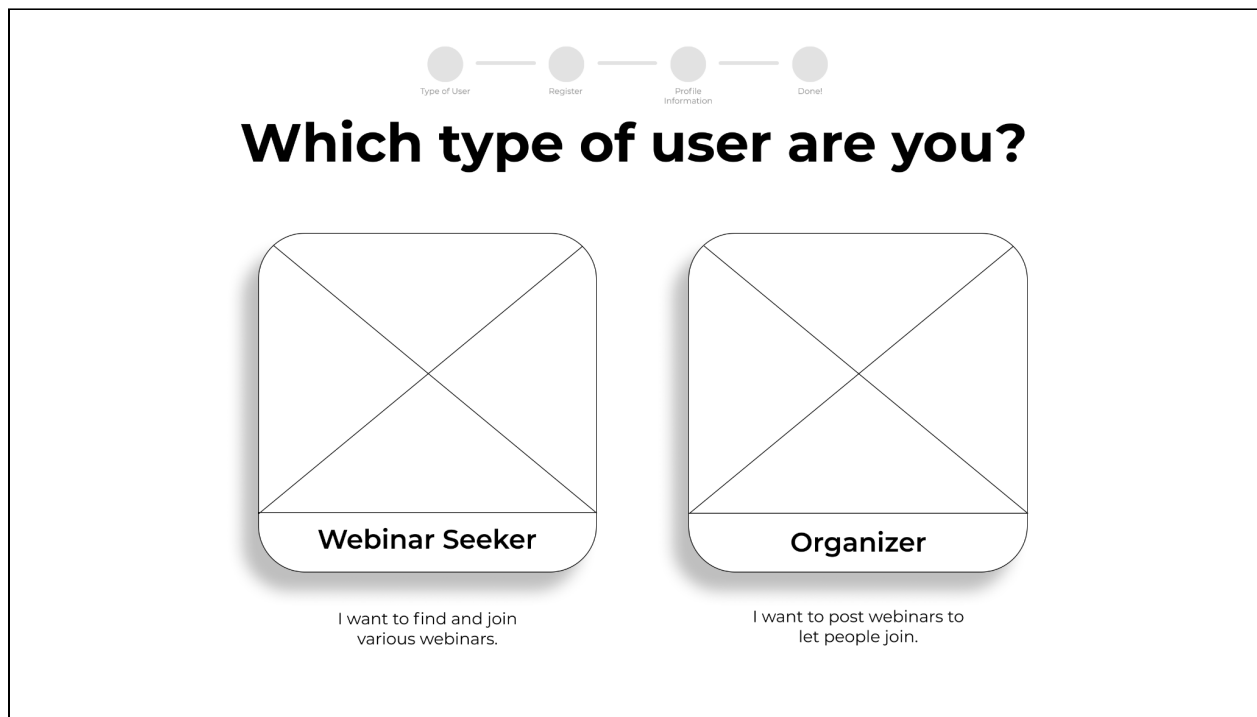 Type of User
Register
Profile
Information
Done!
Which type of user are you?
Webinar Seeker
Organizer
I want to find and join
various webinars.
I want to post webinars to
let people join.